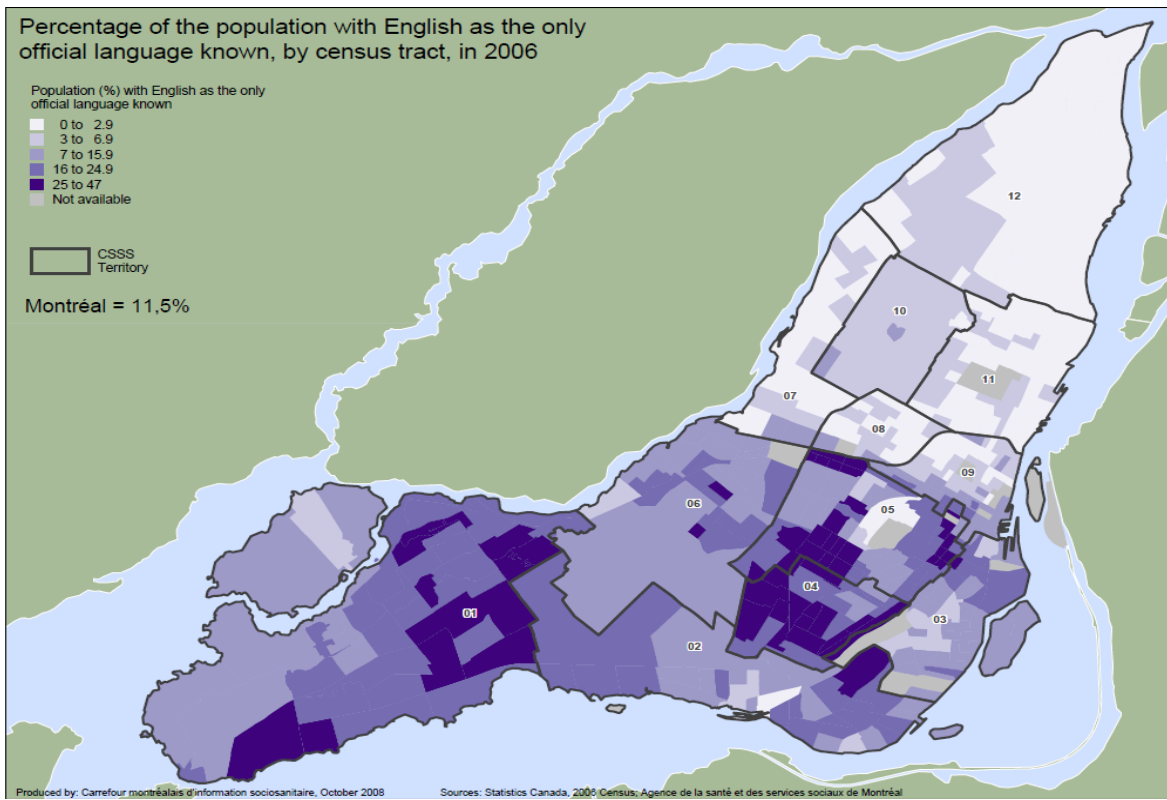 Percentage of the population with English as the only
official language known, by census tract, in 2006
Population (%) with English as the only
official language known
0 to 2.9
3 to 6.9
7 to 15.9
16 to 24.9
25 to 47
Not available
CSSS
Territory
Montréal = 11,5%
12
10
11
07
08
09
06
05
04
01
03
02
Produced by: Carrefour montréalais d'information sociosanitaire, October 2008
Sources: Statistics Canada, 2006 Census; Agence de la santé et des services sociaux de Montréal